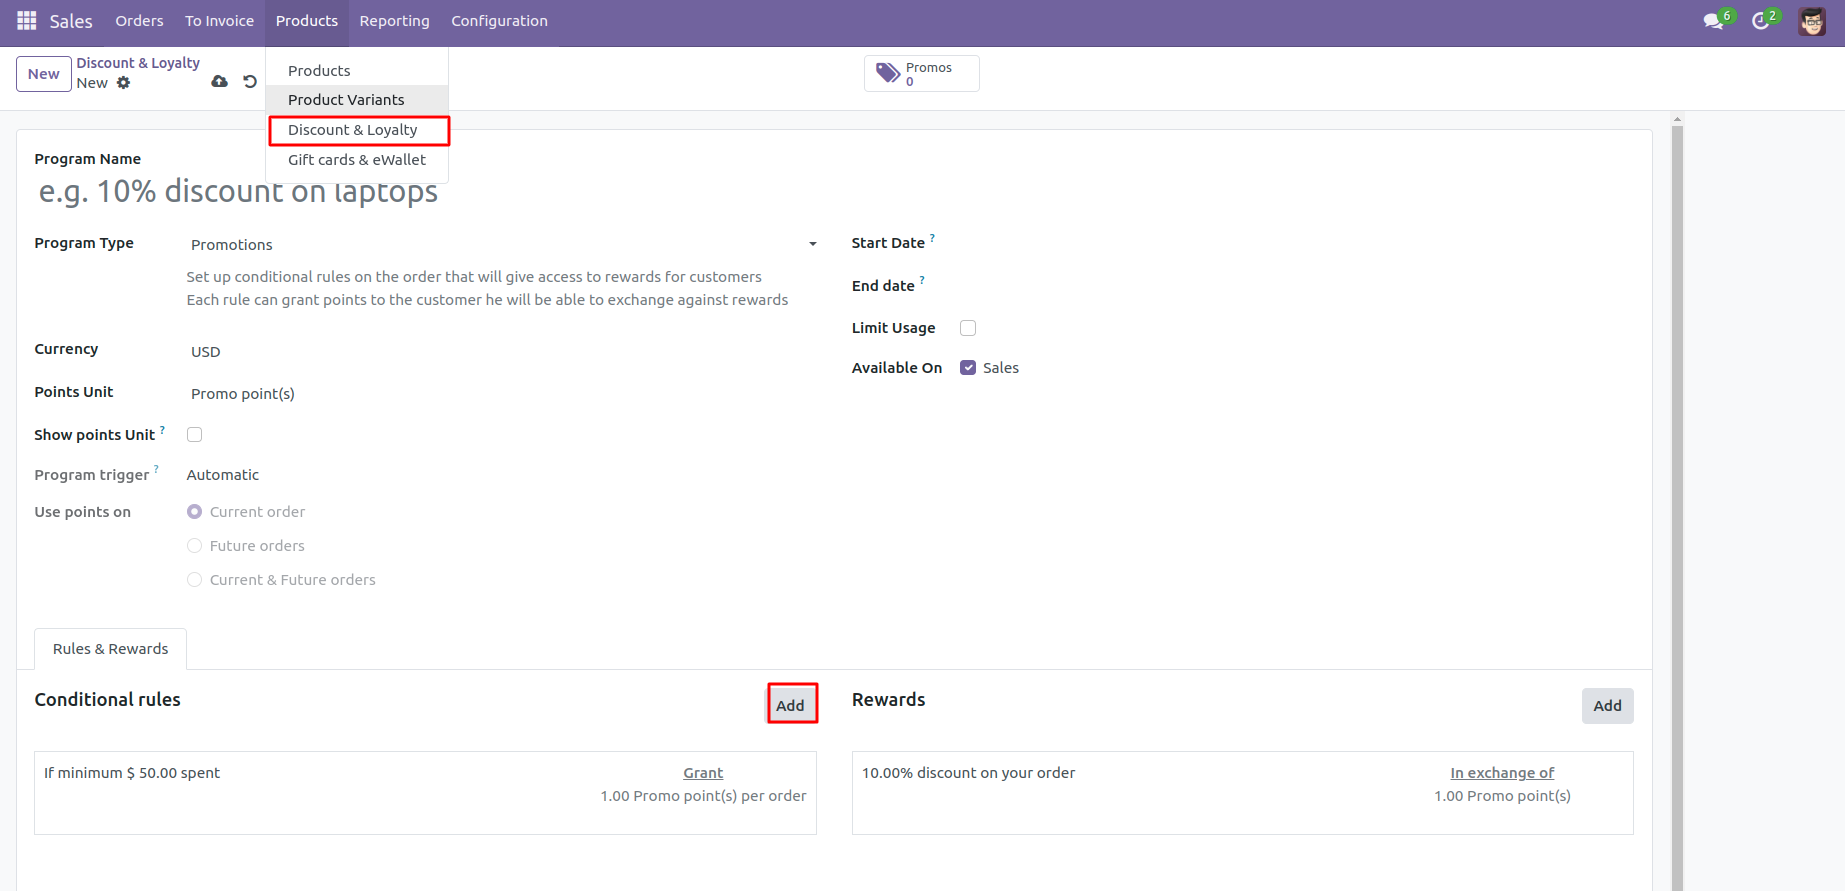 Sales Orders To Invoice Products Reporting Configuration 6 2
New
Discount & Loyalty
New
Products
Product Variants
Discount & Loyalty
Gift cards & eWallet
Promos
0
Program Name
e.g. 10% discount on laptops
Program Type Promotions
Set up conditional rules on the order that will give access to rewards for customers
Each rule can grant points to the customer he will be able to exchange against rewards
Currency USD
Points Unit Promo point(s)
Show points Unit ?
Program trigger ? Automatic
Use points on Current order
Future orders
Current & Future orders
Start Date ?
End date ?
Limit Usage
Available On Sales
Rules & Rewards
Conditional rules Add
If minimum $ 50.00 spent Grant
1.00 Promo point(s) per order
Rewards Add
10.00% discount on your order In exchange of
1.00 Promo point(s)